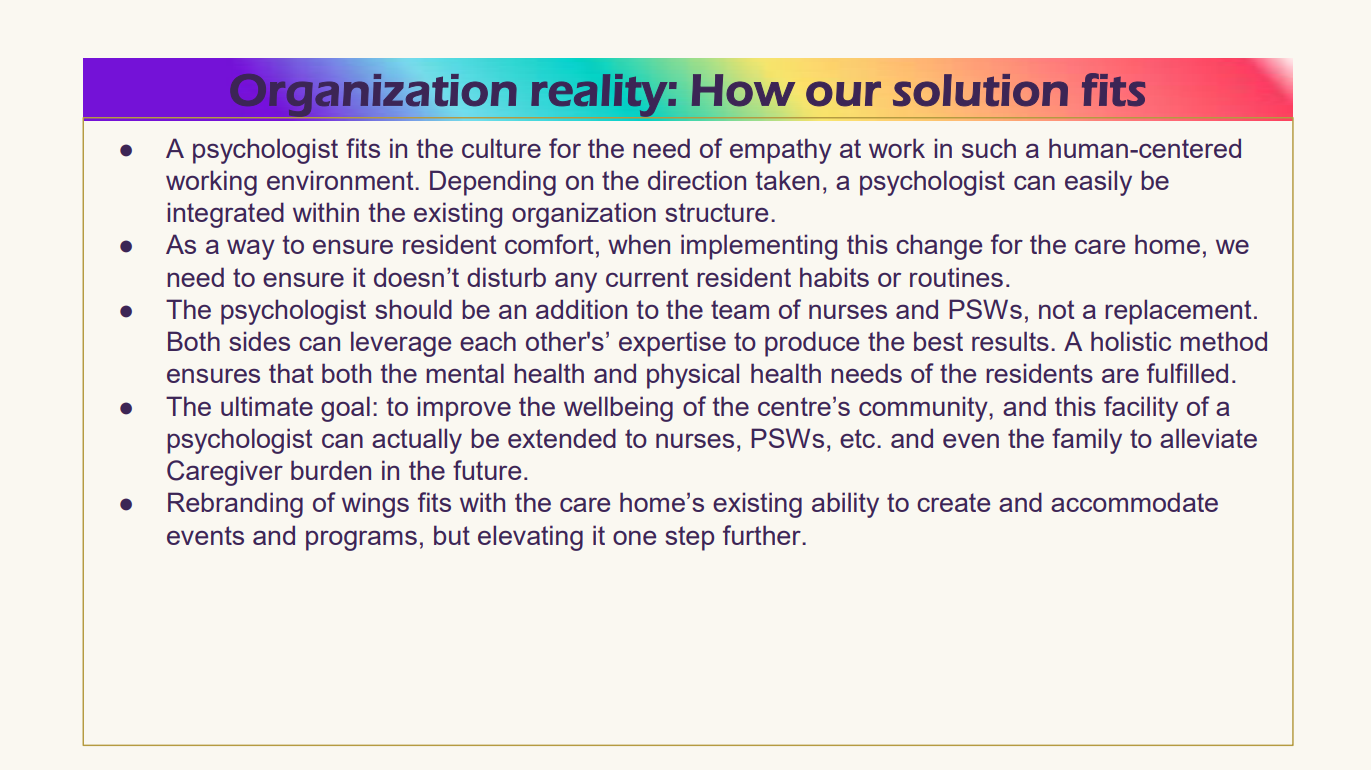 Organization reality: How our solution fits
● A psychologist fits in the culture for the need of empathy at work in such a human-centered
working environment. Depending on the direction taken, a psychologist can easily be
integrated within the existing organization structure.
● As a way to ensure resident comfort, when implementing this change for the care home, we
need to ensure it doesn’t disturb any current resident habits or routines.
● The psychologist should be an addition to the team of nurses and PSWs, not a replacement.
Both sides can leverage each other's’ expertise to produce the best results. A holistic method
ensures that both the mental health and physical health needs of the residents are fulfilled.
● The ultimate goal: to improve the wellbeing of the centre’s community, and this facility of a
psychologist can actually be extended to nurses, PSWs, etc. and even the family to alleviate
Caregiver burden in the future.
● Rebranding of wings fits with the care home’s existing ability to create and accommodate
events and programs, but elevating it one step further.